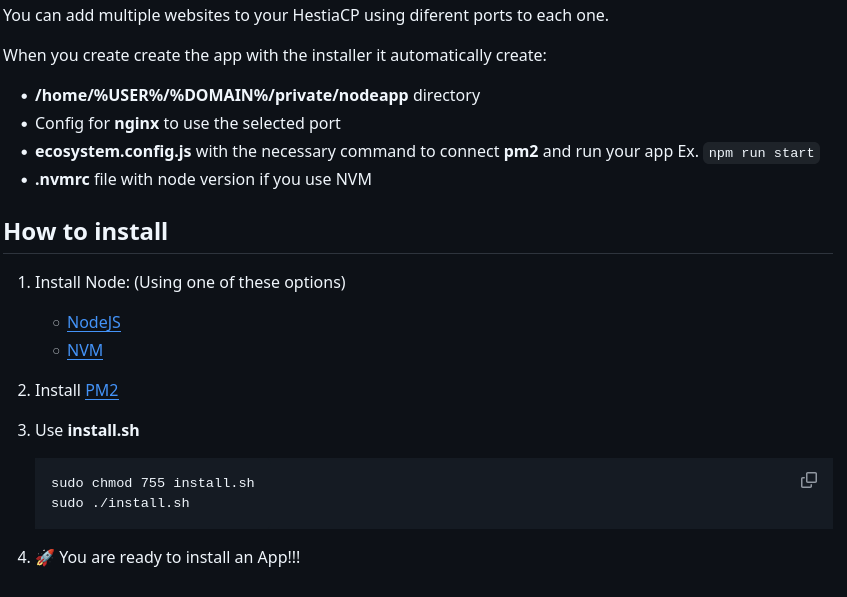 You can add multiple websites to your HestiaCP using diferent ports to each one.
When you create create the app with the installer it automatically create:
• /home/%USER%/%DOMAIN%/private/nodeapp directory
• Config for nginx to use the selected port
• ecosystem.config.js with the necessary command to connect pm2 and run your app Ex. npm run start
• .nvmrc file with node version if you use NVM
How to install
1. Install Node: (Using one of these options)
◦ NodeJS
◦ NVM
2. Install PM2
3. Use install.sh
sudo chmod 755 install.sh
sudo ./install.sh
4. 🚀 You are ready to install an App!!!